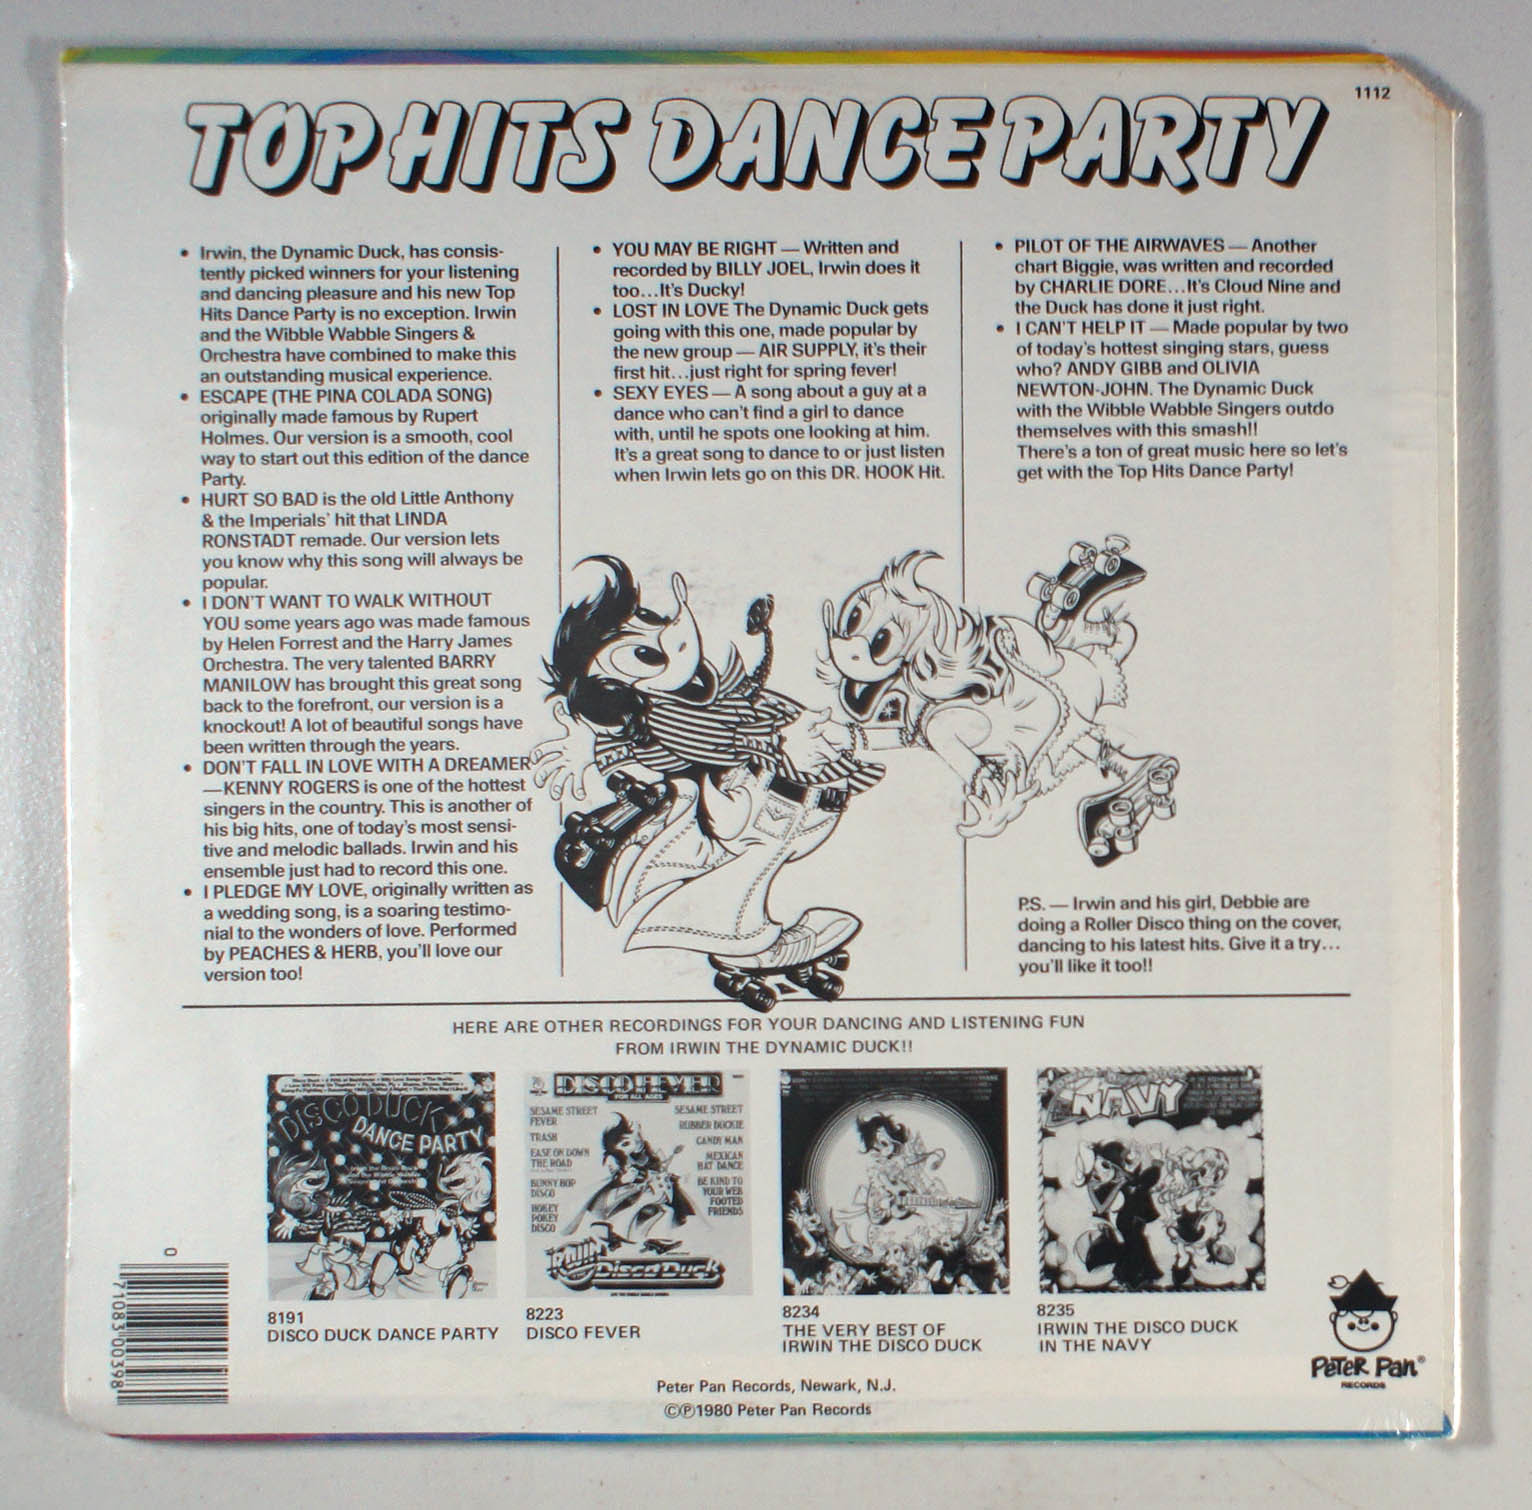 1112
TOP HITS DANCE PARTY
• Irwin, the Dynamic Duck, has consis-
tently picked winners for your listening
and dancing pleasure and his new Top
Hits Dance Party is no exception. Irwin
and the Wibble Wabble Singers &
Orchestra have combined to make this
an outstanding musical experience.
• ESCAPE (THE PINA COLADA SONG)
originally made famous by Rupert
Holmes. Our version is a smooth, cool
way to start out this edition of the dance
Party.
• HURT SO BAD is the old Little Anthony
& the Imperials' hit that LINDA
RONSTADT remade. Our version lets
you know why this song will always be
popular.
• I DON'T WANT TO WALK WITHOUT
YOU some years ago was made famous
by Helen Forrest and the Harry James
Orchestra. The very talented BARRY
MANILOW has brought this great song
back to the forefront, our version is a
knockout! A lot of beautiful songs have
been written through the years.
• DON'T FALL IN LOVE WITH A DREAMER
—KENNY ROGERS is one of the hottest
singers in the country. This is another of
his big hits, one of today's most sensi-
tive and melodic ballads. Irwin and his
ensemble just had to record this one.
• I PLEDGE MY LOVE, originally written as
a wedding song, is a soaring testimo-
nial to the wonders of love. Performed
by PEACHES & HERB, you'll love our
version too!
• YOU MAY BE RIGHT — Written and
recorded by BILLY JOEL, Irwin does it
too...It's Ducky!
• LOST IN LOVE The Dynamic Duck gets
going with this one, made popular by
the new group — AIR SUPPLY, it's their
first hit...just right for spring fever!
• SEXY EYES — A song about a guy at a
dance who can't find a girl to dance
with, until he spots one looking at him.
It's a great song to dance to or just listen
when Irwin lets go on this DR. HOOK Hit.
• PILOT OF THE AIRWAVES — Another
chart Biggie, was written and recorded
by CHARLIE DORE...It's Cloud Nine and
the Duck has done it just right.
• I CAN'T HELP IT — Made popular by two
of today's hottest singing stars, guess
who? ANDY GIBB and OLIVIA
NEWTON-JOHN. The Dynamic Duck
with the Wibble Wabble Singers outdo
themselves with this smash!!
There's a ton of great music here so let's
get with the Top Hits Dance Party!
P.S. — Irwin and his girl, Debbie are
doing a Roller Disco thing on the cover,
dancing to his latest hits. Give it a try...
you'll like it too!!
HERE ARE OTHER RECORDINGS FOR YOUR DANCING AND LISTENING FUN
FROM IRWIN THE DYNAMIC DUCK!!
DISCO DUCK
DANCE PARTY
8191
DISCO DUCK DANCE PARTY
DISCO FEVER
FOR ALL AGES
SESAME STREET
FEVER
TRASH
EASE ON DOWN
THE ROAD
BUNNY HOP
DISCO
HOKEY
POKEY
DISCO
SESAME STREET
RUBBER DUCKIE
CANDY MAN
MEXICAN
HAT DANCE
BE KIND TO
YOUR WEB
FOOTED
FRIENDS
IRWIN
Disco Duck
8223
DISCO FEVER
8234
THE VERY BEST OF
IRWIN THE DISCO DUCK
NAVY
8235
IRWIN THE DISCO DUCK
IN THE NAVY
0
71083 00398
Peter Pan Records, Newark, N.J.
©℗1980 Peter Pan Records
PETER PAN®
RECORDS